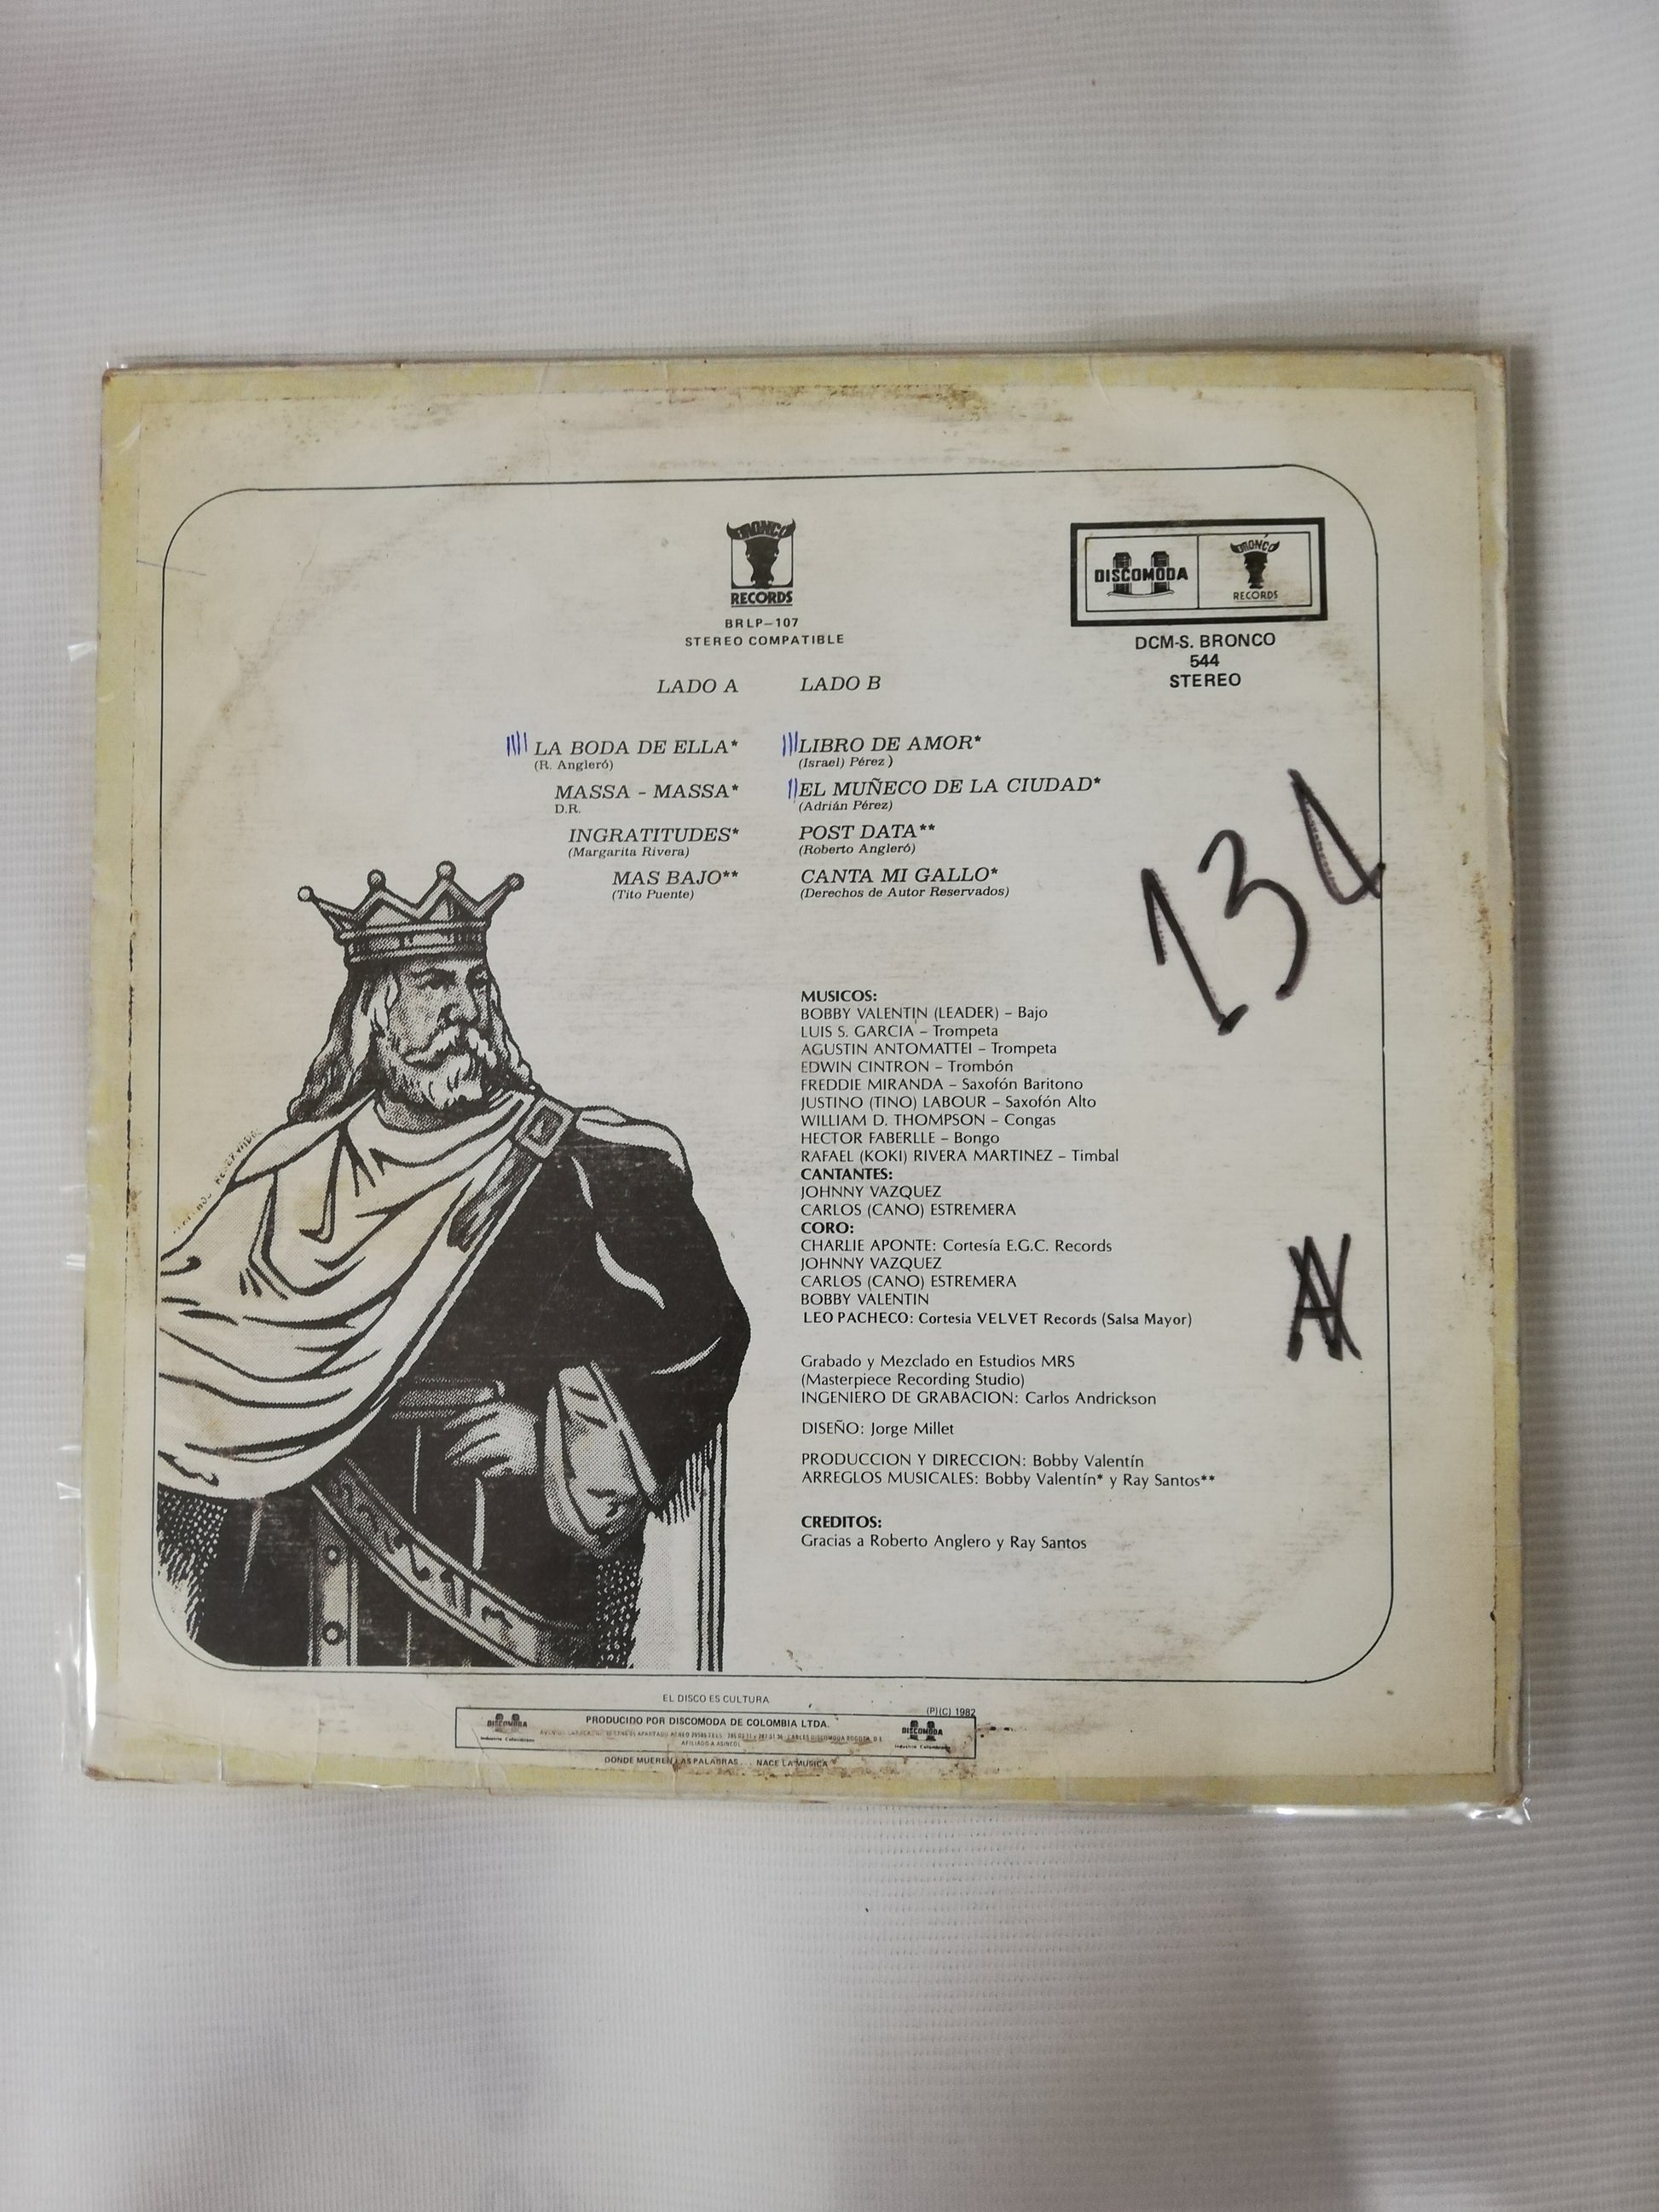 BRONCO
RECORDS
BRLP-107
STEREO COMPATIBLE
DISCOMODA
BRONCO
RECORDS
DCM-S. BRONCO
544
STEREO
LADO A
LA BODA DE ELLA*
(R. Angleró)
MASSA - MASSA*
D.R.
INGRATITUDES*
(Margarita Rivera)
MAS BAJO**
(Tito Puente)
LADO B
LIBRO DE AMOR*
(Israel) Pérez)
EL MUÑECO DE LA CIUDAD*
(Adrián Pérez)
POST DATA**
(Roberto Angleró)
CANTA MI GALLO*
(Derechos de Autor Reservados)
134
MUSICOS:
BOBBY VALENTIN (LEADER) – Bajo
LUIS S. GARCIA – Trompeta
AGUSTIN ANTOMATTEI – Trompeta
EDWIN CINTRON – Trombón
FREDDIE MIRANDA – Saxofón Baritono
JUSTINO (TINO) LABOUR – Saxofón Alto
WILLIAM D. THOMPSON – Congas
HECTOR FABERLLE – Bongo
RAFAEL (KOKI) RIVERA MARTINEZ – Timbal
CANTANTES:
JOHNNY VAZQUEZ
CARLOS (CANO) ESTREMERA
CORO:
CHARLIE APONTE: Cortesía E.G.C. Records
JOHNNY VAZQUEZ
CARLOS (CANO) ESTREMERA
BOBBY VALENTIN
LEO PACHECO: Cortesia VELVET Records (Salsa Mayor)
Grabado y Mezclado en Estudios MRS
(Masterpiece Recording Studio)
INGENIERO DE GRABACION: Carlos Andrickson
DISEÑO: Jorge Millet
PRODUCCION Y DIRECCION: Bobby Valentín
ARREGLOS MUSICALES: Bobby Valentín* y Ray Santos**
CREDITOS:
Gracias a Roberto Anglero y Ray Santos
EL DISCO ES CULTURA
(P)(C) 1982
DISCOMODA
Industria Colombiana
PRODUCIDO POR DISCOMODA DE COLOMBIA LTDA.
AFILIADO A ASINCOL
DISCOMODA
Industria Colombiana
DONDE MUEREN LAS PALABRAS . . . NACE LA MUSICA